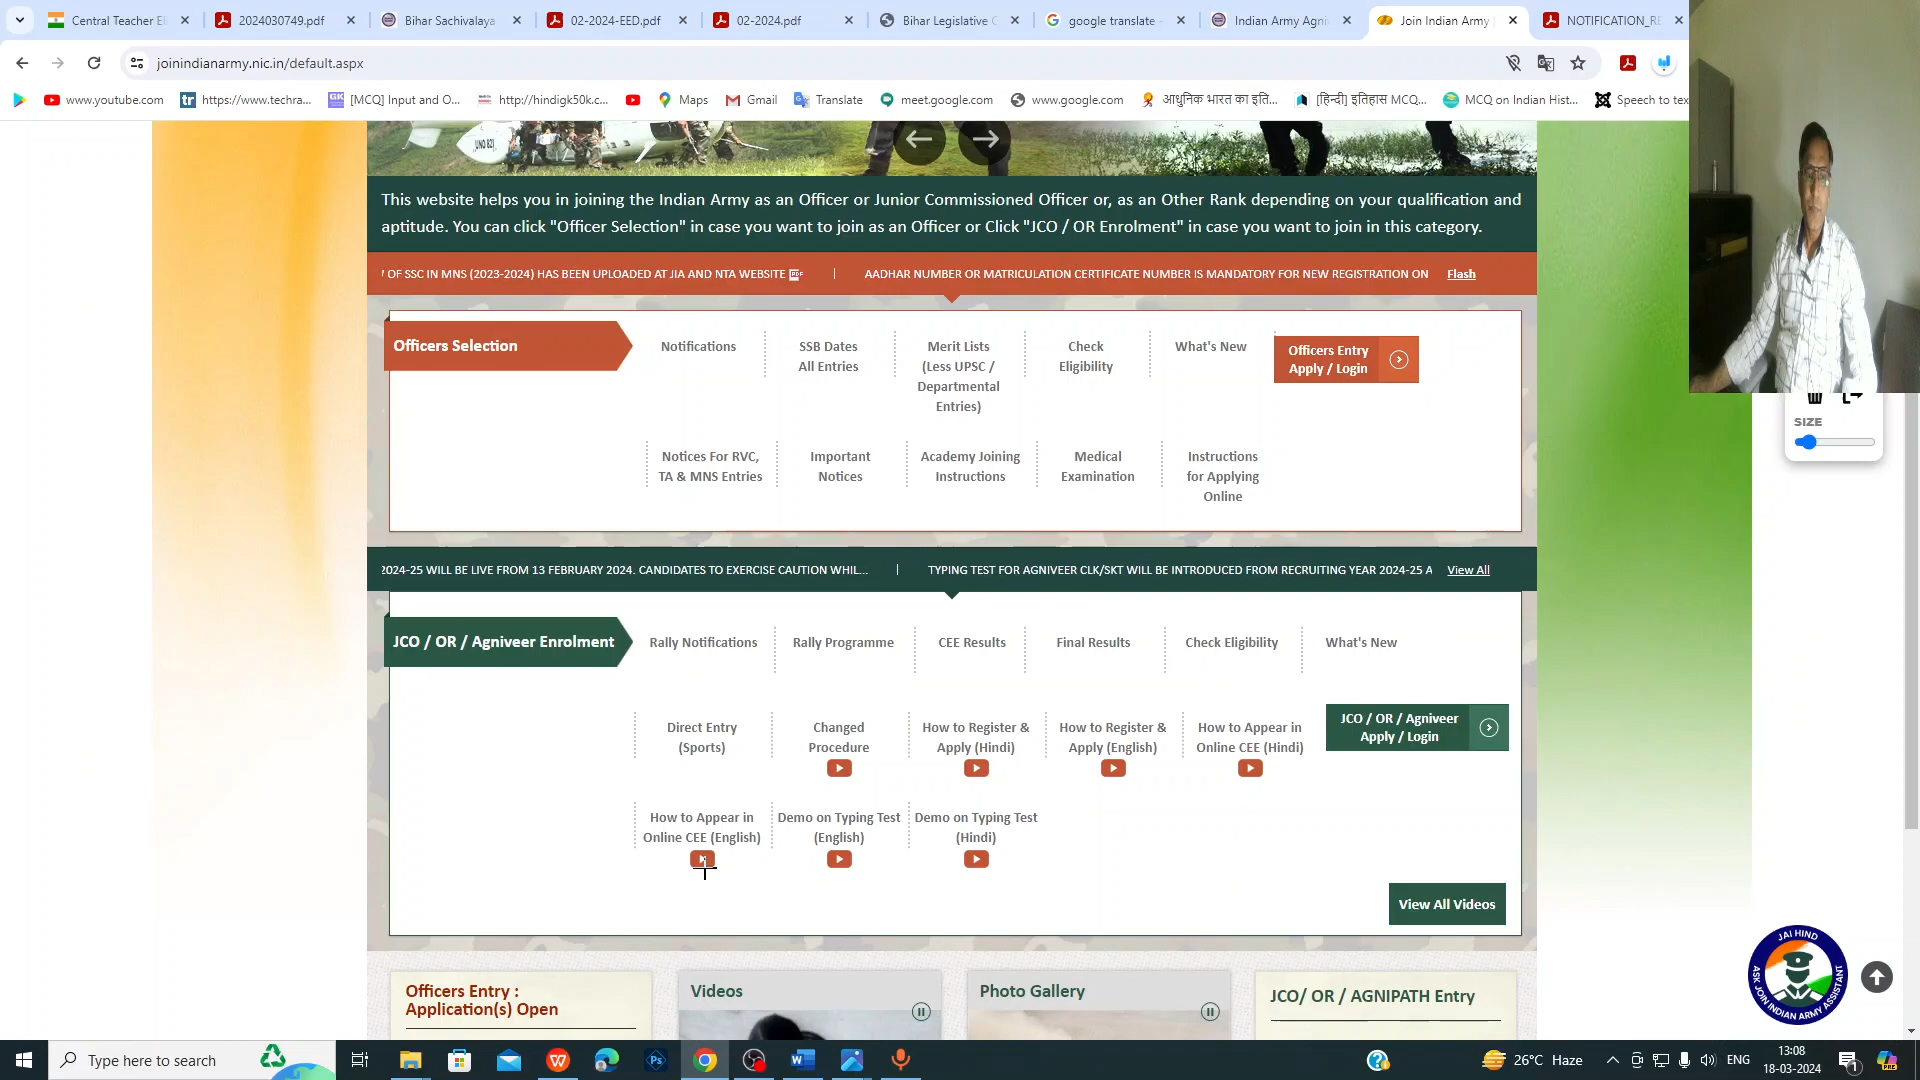 Central Teacher El
2024030749.pdf
Bihar Sachivalaya
02-2024-EED.pdf
02-2024.pdf
Bihar Legislative C
google translate -
Indian Army Agni
Join Indian Army
NOTIFICATION_RE
joinindianarmy.nic.in/default.aspx
www.youtube.com
https://www.techra...
[MCQ] Input and O...
http://hindigk50k.c...
Maps
Gmail
Translate
meet.google.com
www.google.com
आधुनिक भारत का इति...
[हिन्दी] इतिहास MCQ...
MCQ on Indian Hist...
Speech to tex
UNO 821
This website helps you in joining the Indian Army as an Officer or Junior Commissioned Officer or, as an Other Rank depending on your qualification and
aptitude. You can click "Officer Selection" in case you want to join as an Officer or Click "JCO / OR Enrolment" in case you want to join in this category.
OF SSC IN MNS (2023-2024) HAS BEEN UPLOADED AT JIA AND NTA WEBSITE
|
AADHAR NUMBER OR MATRICULATION CERTIFICATE NUMBER IS MANDATORY FOR NEW REGISTRATION ON
Flash
Officers Selection
Notifications
SSB Dates
All Entries
Merit Lists
(Less UPSC /
Departmental
Entries)
Check
Eligibility
What's New
Officers Entry
Apply / Login
SIZE
Notices For RVC,
TA & MNS Entries
Important
Notices
Academy Joining
Instructions
Medical
Examination
Instructions
for Applying
Online
2024-25 WILL BE LIVE FROM 13 FEBRUARY 2024. CANDIDATES TO EXERCISE CAUTION WHIL...
|
TYPING TEST FOR AGNIVEER CLK/SKT WILL BE INTRODUCED FROM RECRUITING YEAR 2024-25 A
View All
JCO / OR / Agniveer Enrolment
Rally Notifications
Rally Programme
CEE Results
Final Results
Check Eligibility
What's New
Direct Entry
(Sports)
Changed
Procedure
How to Register &
Apply (Hindi)
How to Register &
Apply (English)
How to Appear in
Online CEE (Hindi)
JCO / OR / Agniveer
Apply / Login
How to Appear in
Online CEE (English)
Demo on Typing Test
(English)
Demo on Typing Test
(Hindi)
View All Videos
JAI HIND
ASK JOIN INDIAN ARMY ASSISTANT
Officers Entry :
Application(s) Open
Videos
Photo Gallery
JCO/ OR / AGNIPATH Entry
Type here to search
26°C Haze
ENG
13:08
18-03-2024